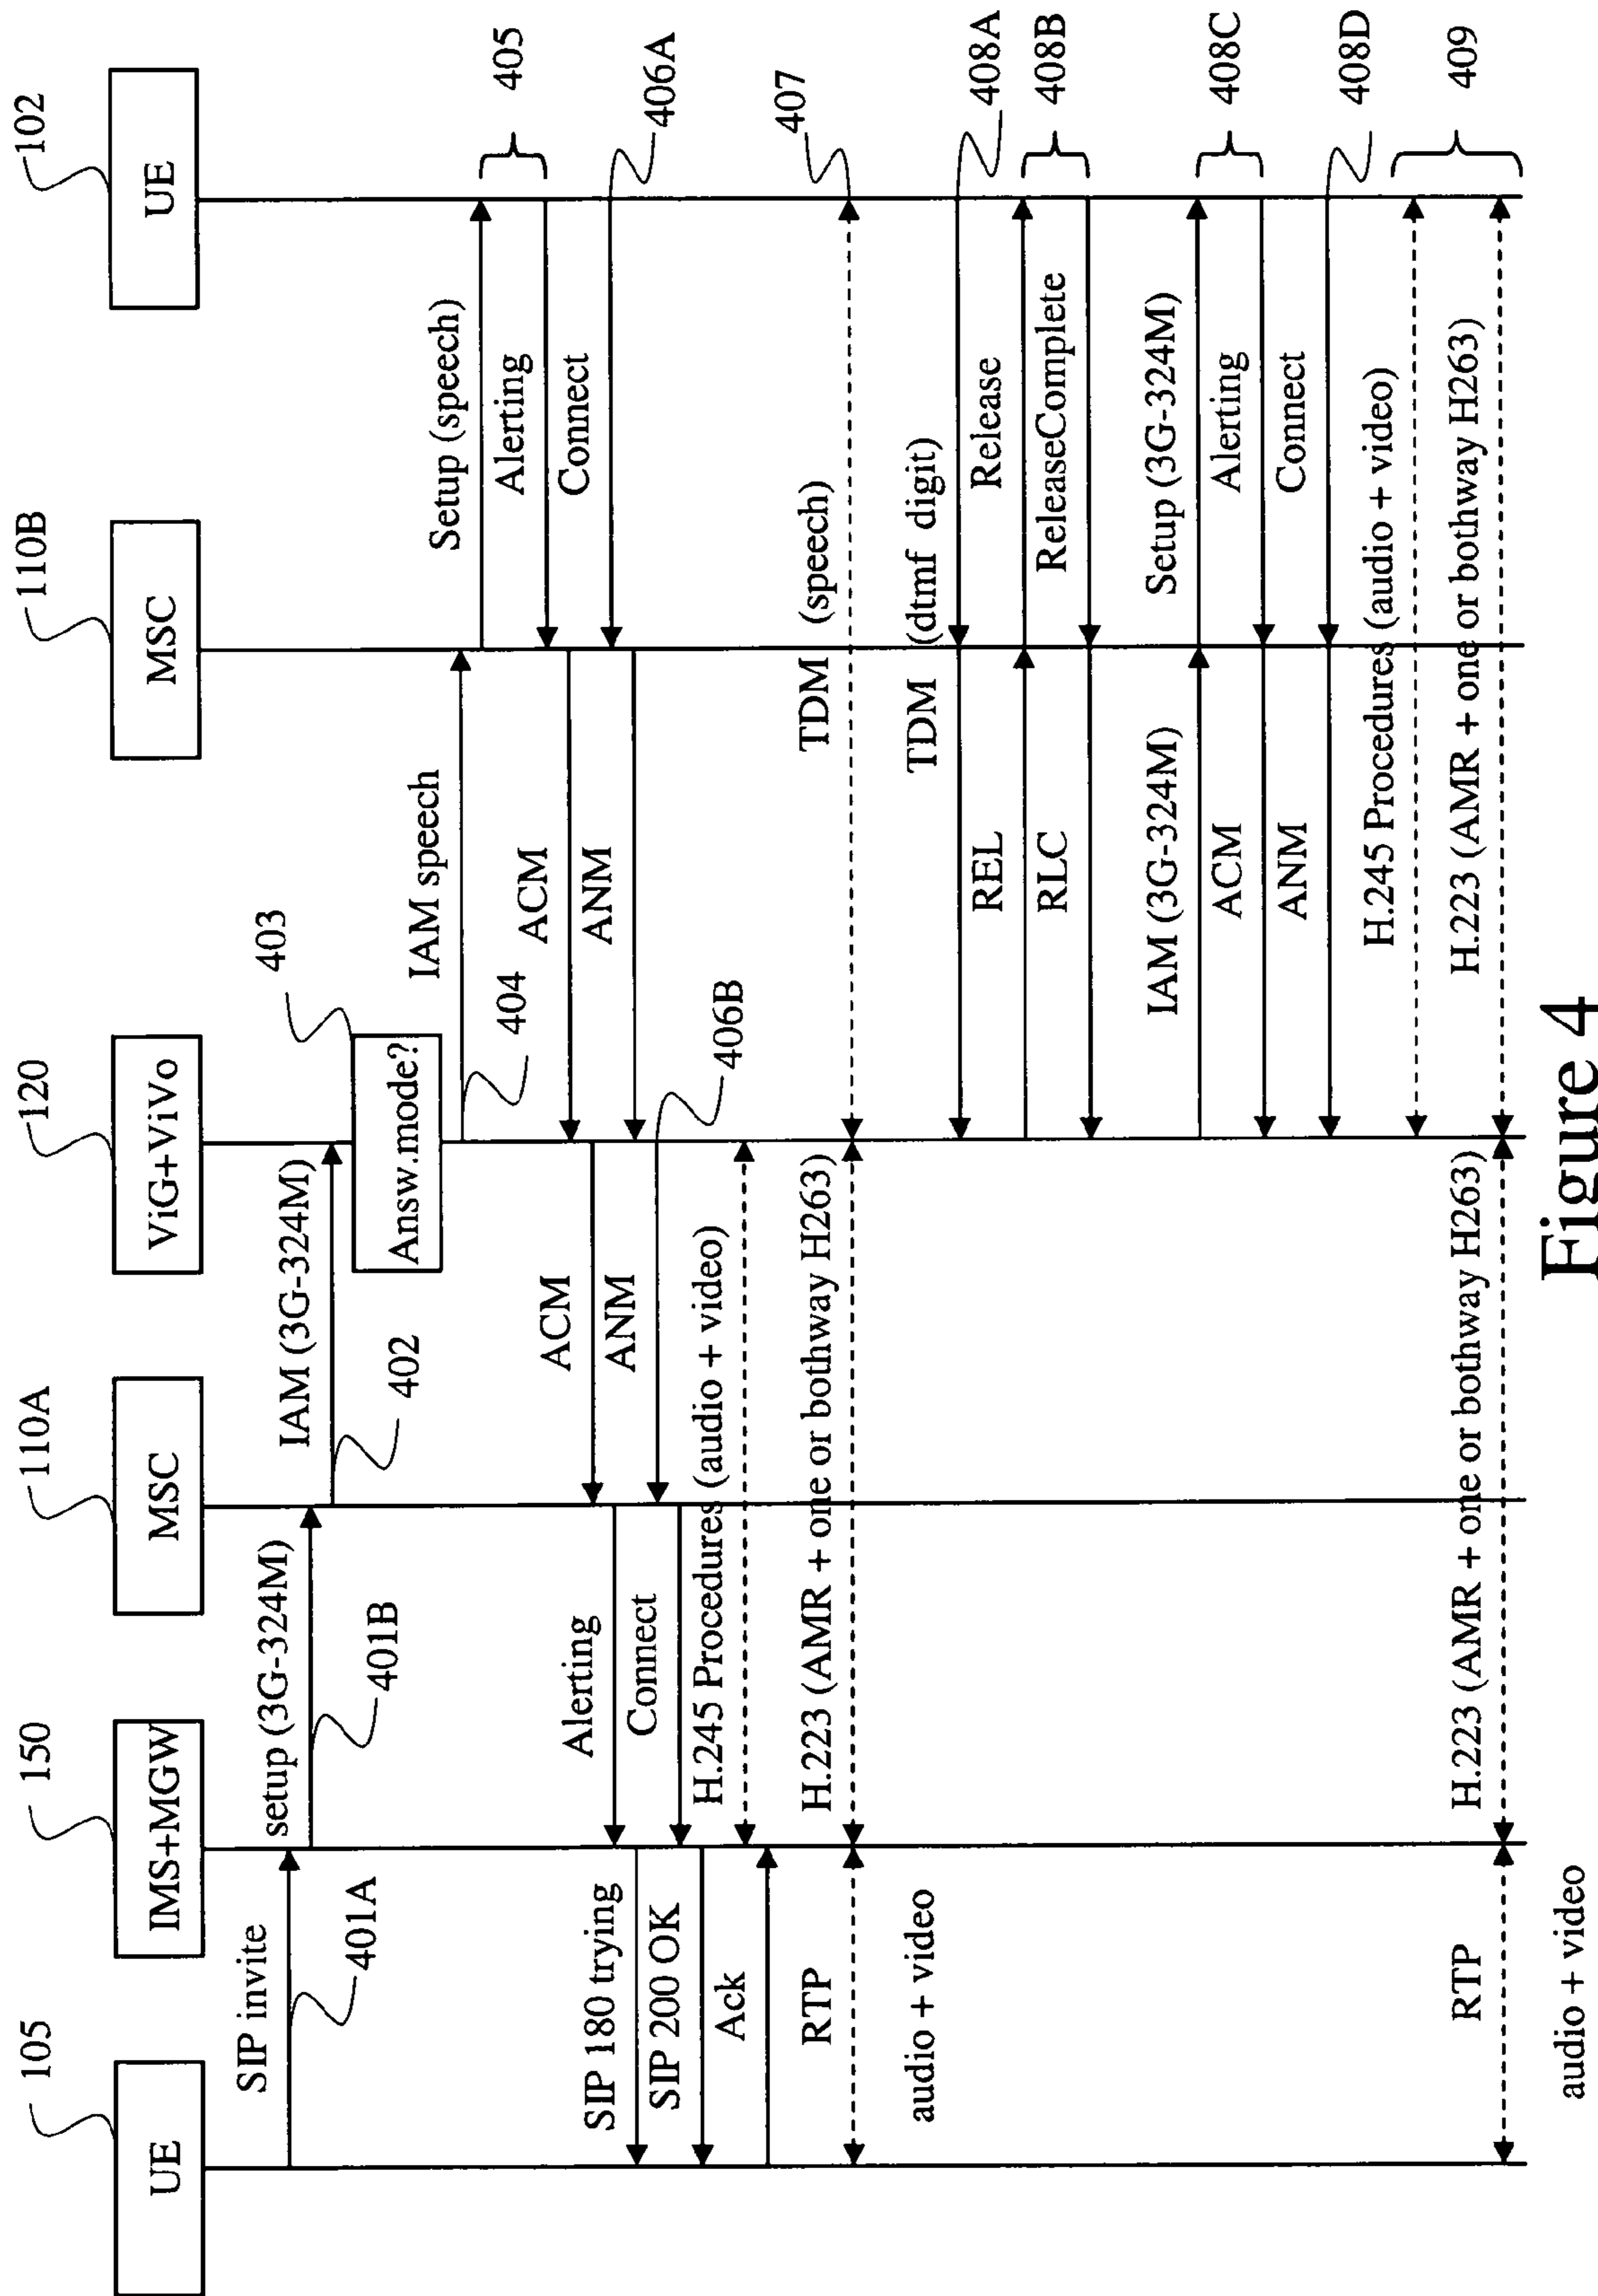 105
150
110A
120
110B
102
UE
IMS+MGW
MSC
ViG+ViVo
MSC
UE
SIP invite
401A
setup (3G-324M)
401B
IAM (3G-324M)
402
403
Answ.mode?
IAM speech
404
Setup (speech)
405
Alerting
ACM
Connect
406A
ANM
ACM
ANM
406B
Alerting
Connect
SIP 180 trying
SIP 200 OK
Ack
H.245 Procedures (audio + video)
RTP
H.223 (AMR + one or bothway H263)
TDM (speech)
407
audio + video
TDM (dtmf digit)
408A
REL
Release
408B
RLC
ReleaseComplete
IAM (3G-324M)
Setup (3G-324M)
408C
ACM
Alerting
ANM
Connect
408D
H.245 Procedures (audio + video)
409
RTP
H.223 (AMR + one or bothway H263)
H.223 (AMR + one or bothway H263)
audio + video
Figure 4